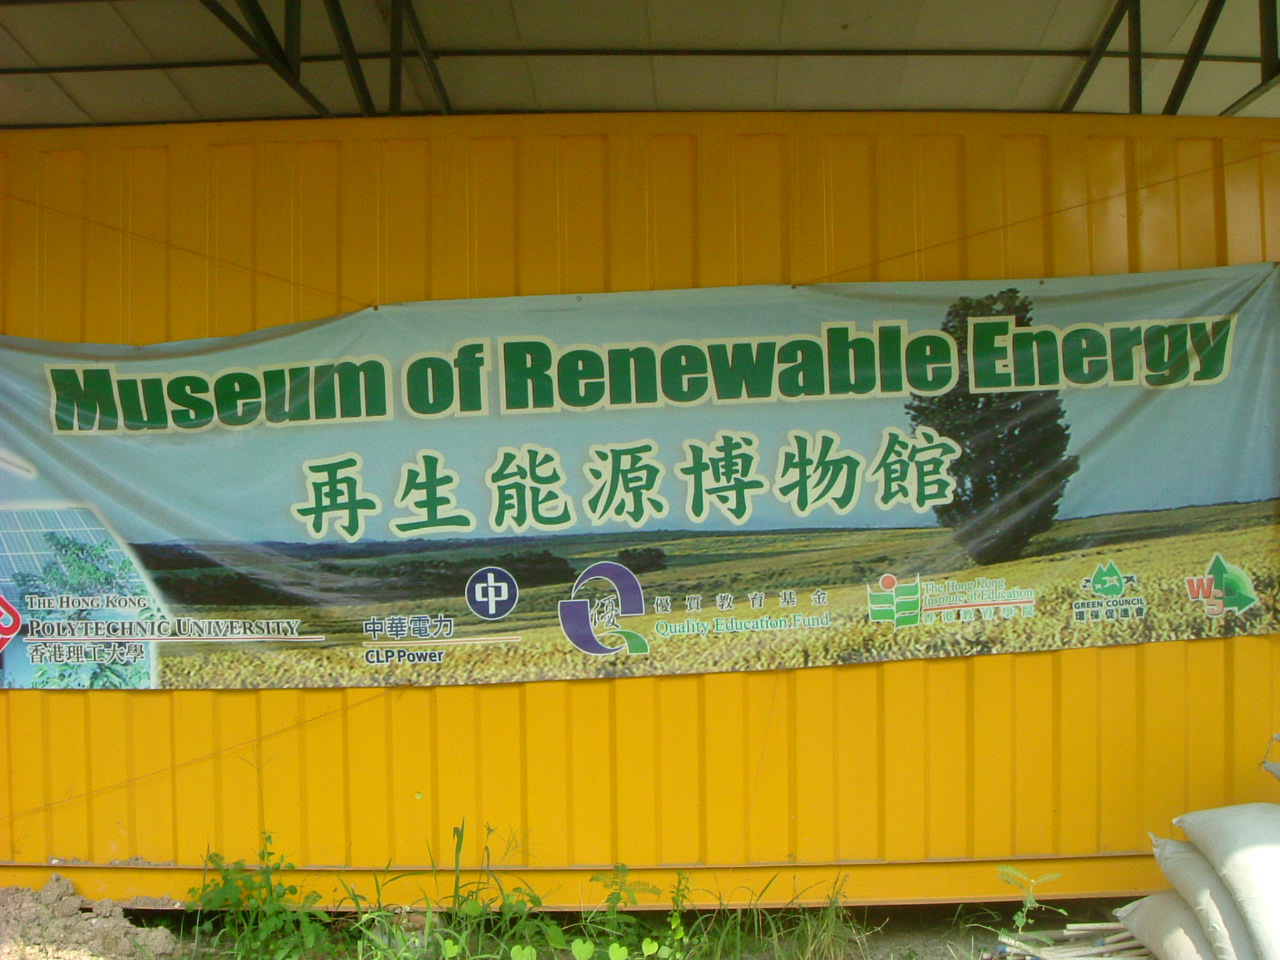 Museum of Renewable Energy
再生能源博物館
THE HONG KONG
POLYTECHNIC UNIVERSITY
香港理工大學
中華電力
CLP Power
優
優質教育基金
Quality Education Fund
The Hong Kong
Institute of Education
香港教育學院
GREEN COUNCIL
環保促進會
W5